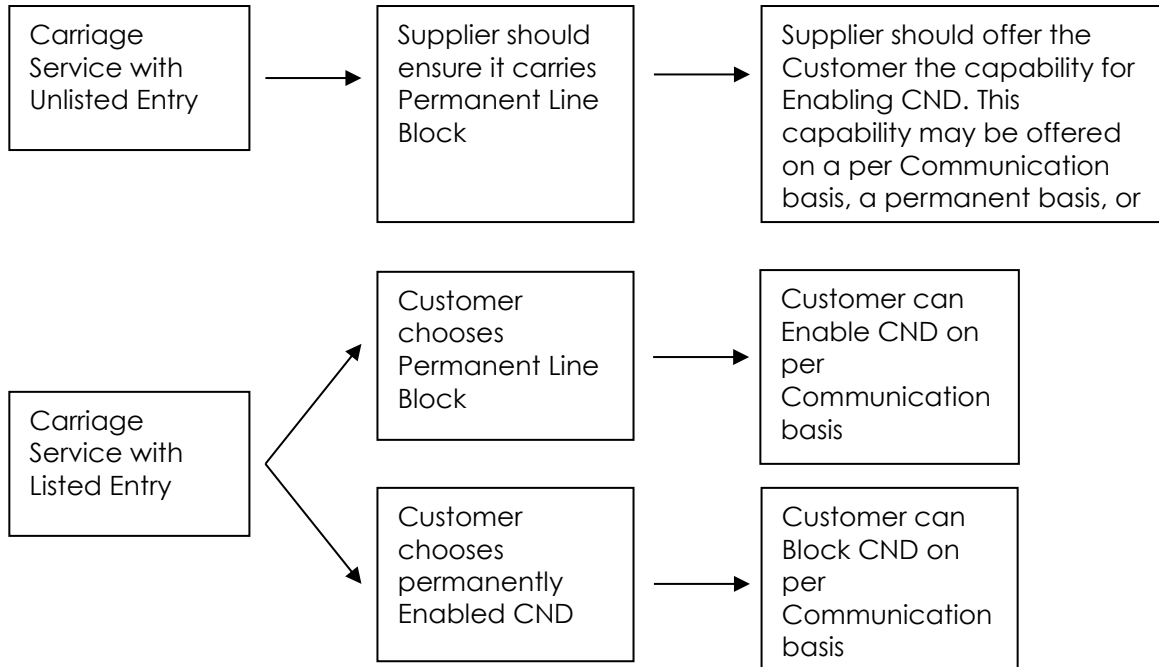 Carriage
Service with
Unlisted Entry
Supplier should
ensure it carries
Permanent Line
Block
Supplier should offer the
Customer the capability for
Enabling CND. This
capability may be offered
on a per Communication
basis, a permanent basis, or
Carriage
Service with
Listed Entry
Customer
chooses
Permanent Line
Block
Customer can
Enable CND on
per
Communication
basis
Customer
chooses
permanently
Enabled CND
Customer can
Block CND on
per
Communication
basis